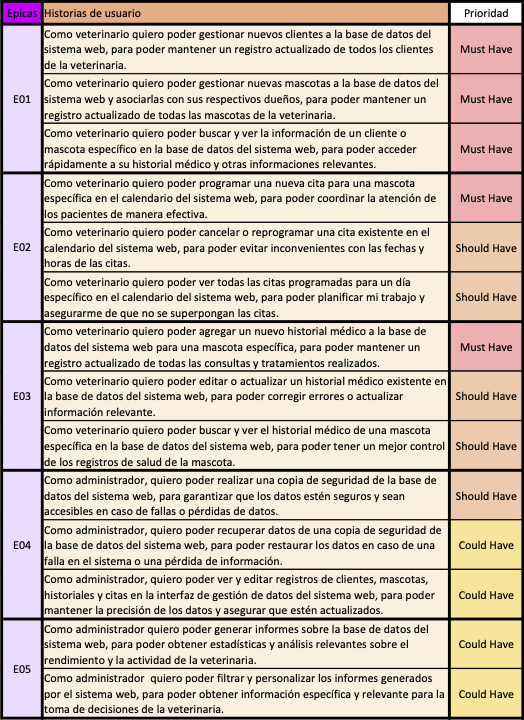 Epicas Historias de usuario Prioridad
Como veterinario quiero poder gestionar nuevos clientes a la base de datos del
sistema web, para poder mantener un registro actualizado de todos los clientes
de la veterinaria.
Must Have
E01
Como veterinario quiero poder gestionar nuevas mascotas a la base de datos del
sistema web y asociarlas con sus respectivos dueños, para poder mantener un
registro actualizado de todas las mascotas de la veterinaria.
Must Have
Como veterinario quiero poder buscar y ver la información de un cliente o
mascota específico en la base de datos del sistema web, para poder acceder
rápidamente a su historial médico y otras informaciones relevantes.
Must Have
Como veterinario quiero poder programar una nueva cita para una mascota
específica en el calendario del sistema web, para poder coordinar la atención de
los pacientes de manera efectiva.
Must Have
E02
Como veterinario quiero poder cancelar o reprogramar una cita existente en el
calendario del sistema web, para poder evitar inconvenientes con las fechas y
horas de las citas.
Should Have
Como veterinario quiero poder ver todas las citas programadas para un día
específico en el calendario del sistema web, para poder planificar mi trabajo y
asegurarme de que no se superpongan las citas.
Should Have
Como veterinario quiero poder agregar un nuevo historial médico a la base de
datos del sistema web para una mascota específica, para poder mantener un
registro actualizado de todas las consultas y tratamientos realizados.
Must Have
E03
Como veterinario quiero poder editar o actualizar un historial médico existente en
la base de datos del sistema web, para poder corregir errores o actualizar
información relevante.
Should Have
Como veterinario quiero poder buscar y ver el historial médico de una mascota
específica en la base de datos del sistema web, para poder tener un mejor control
de los registros de salud de la mascota.
Should Have
Como administrador, quiero poder realizar una copia de seguridad de la base de
datos del sistema web, para garantizar que los datos estén seguros y sean
accesibles en caso de fallas o pérdidas de datos.
Should Have
E04
Como administrador, quiero poder recuperar datos de una copia de seguridad de
la base de datos del sistema web, para poder restaurar los datos en caso de una
falla en el sistema o una pérdida de información.
Could Have
Como administrador, quiero poder ver y editar registros de clientes, mascotas,
historiales y citas en la interfaz de gestión de datos del sistema web, para poder
mantener la precisión de los datos y asegurar que estén actualizados.
Could Have
E05
Como administrador quiero poder generar informes sobre la base de datos del
sistema web, para poder obtener estadísticas y análisis relevantes sobre el
rendimiento y la actividad de la veterinaria.
Could Have
Como administrador quiero poder filtrar y personalizar los informes generados
por el sistema web, para poder obtener información específica y relevante para la
toma de decisiones de la veterinaria.
Could Have